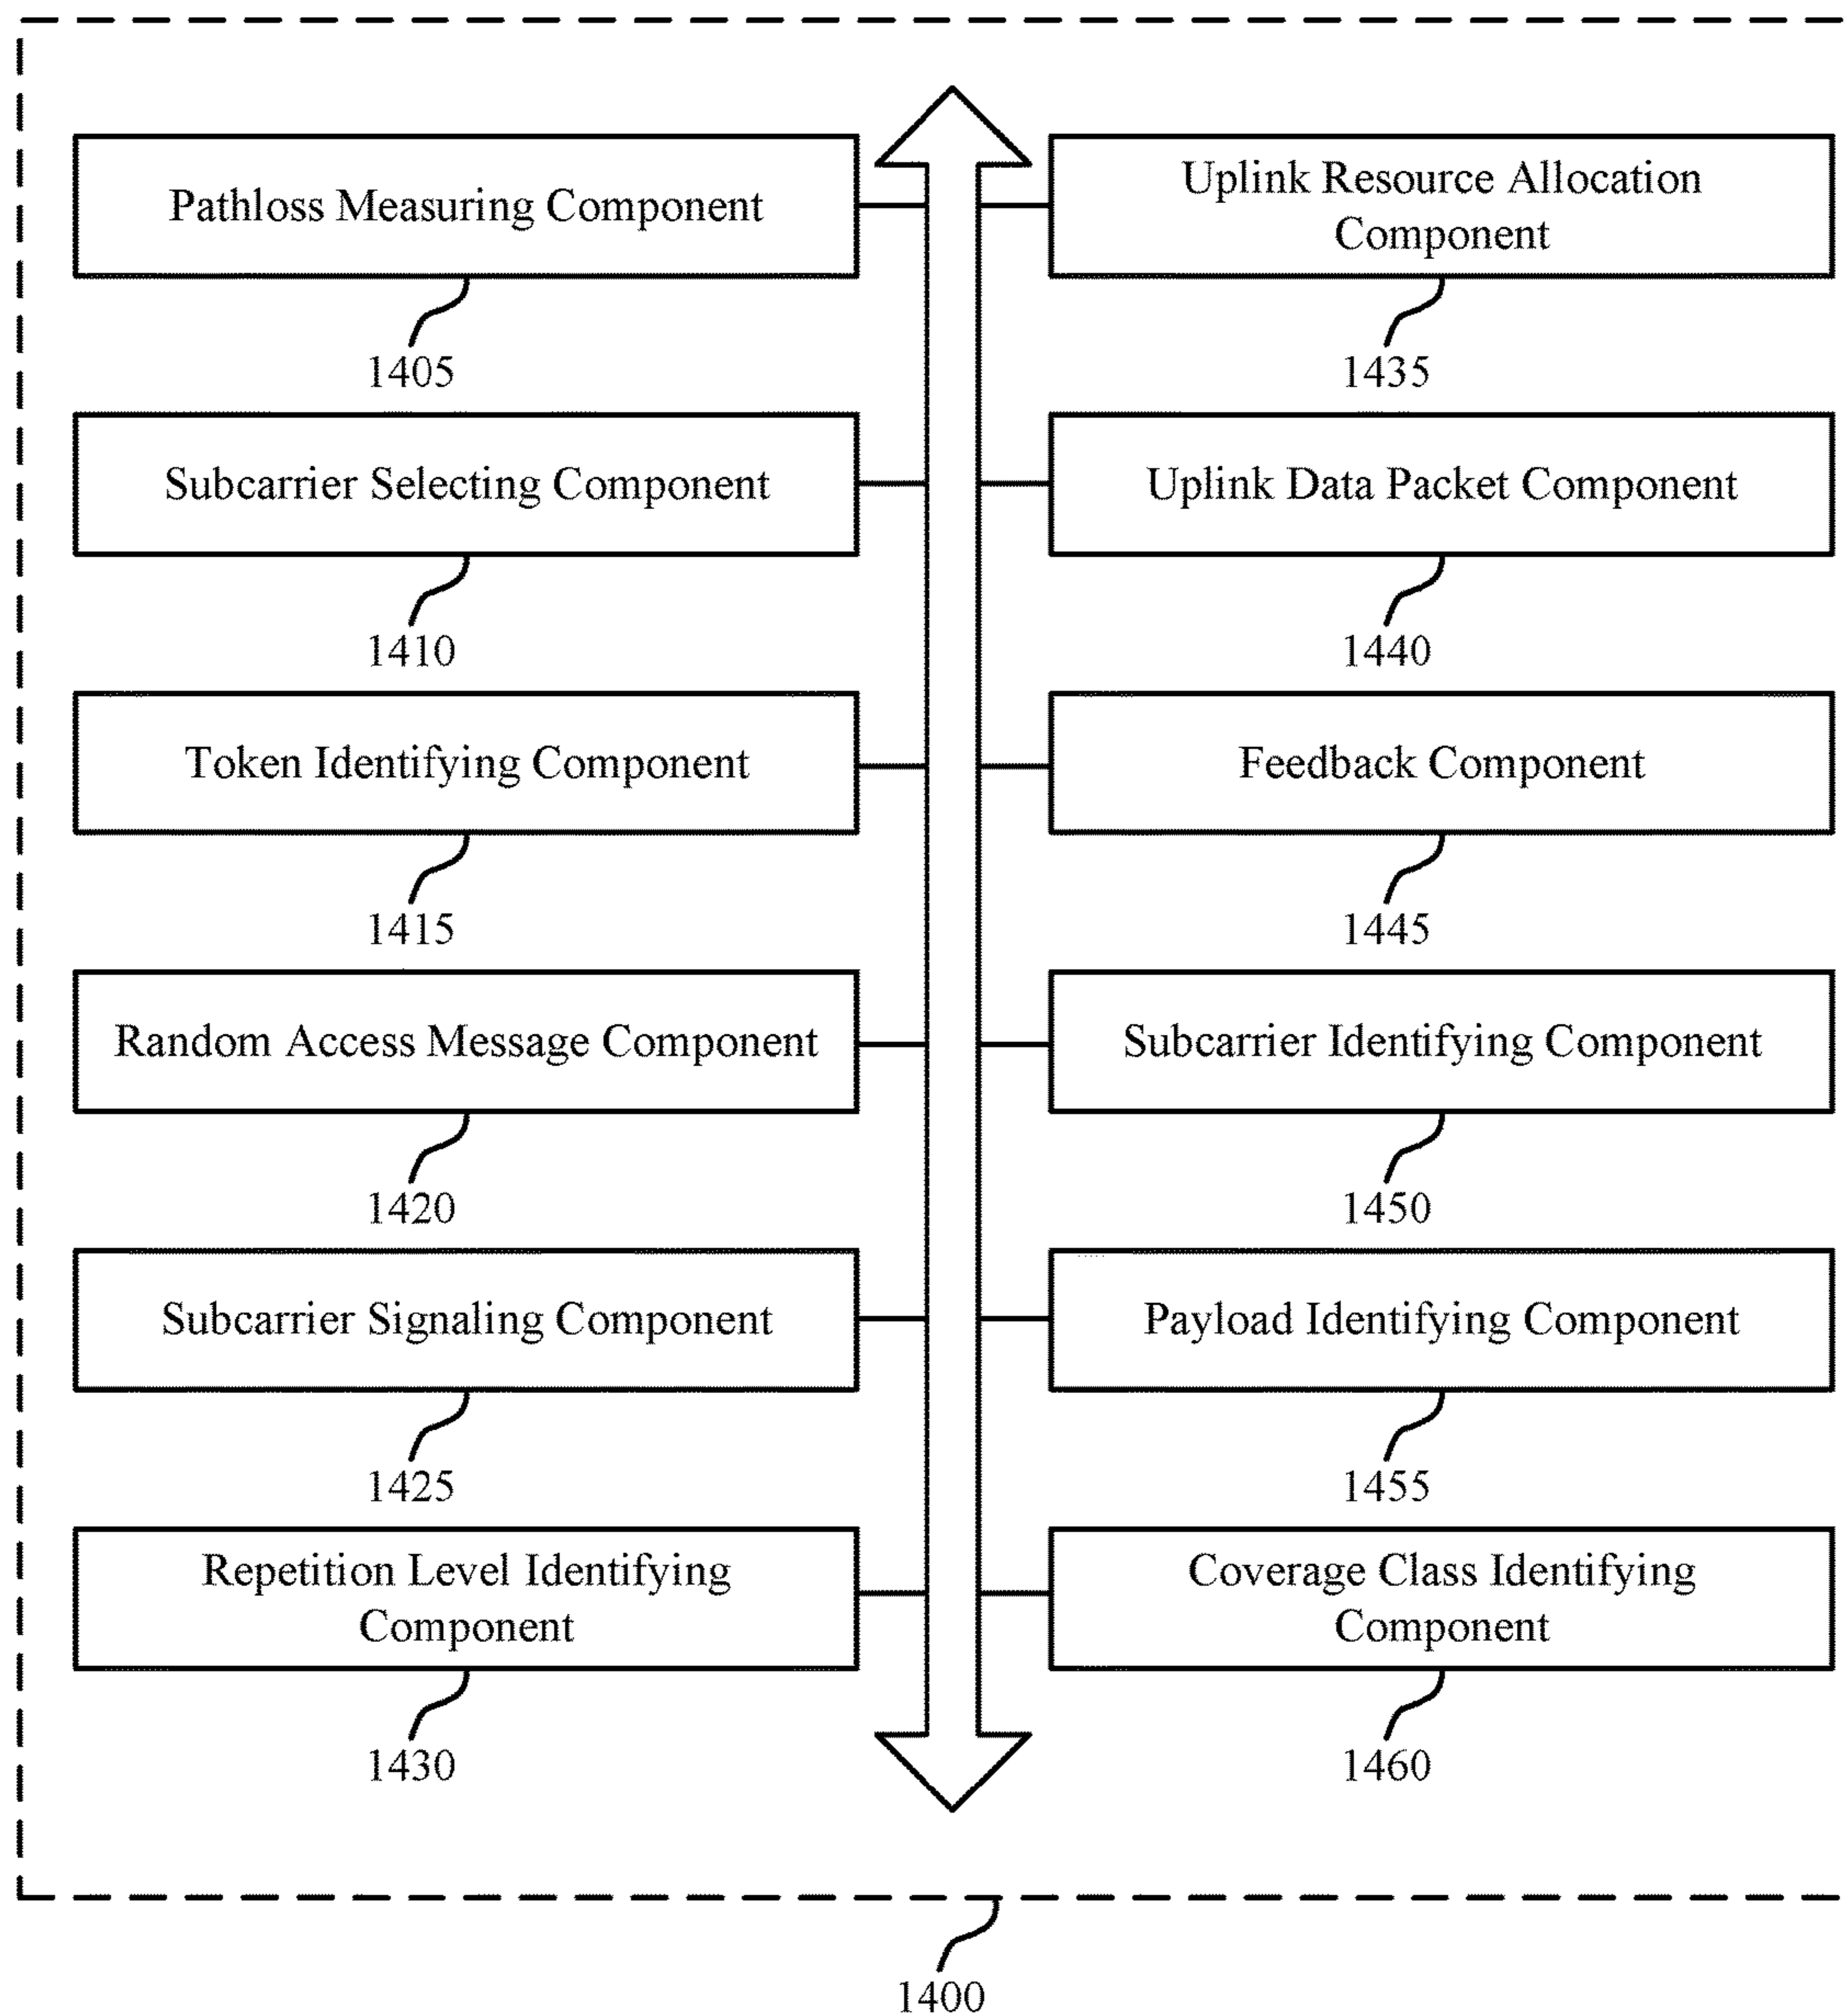 Pathloss Measuring Component
1405
Subcarrier Selecting Component
1410
Token Identifying Component
1415
Random Access Message Component
1420
Subcarrier Signaling Component
1425
Repetition Level Identifying
Component
1430
Uplink Resource Allocation
Component
1435
Uplink Data Packet Component
1440
Feedback Component
1445
Subcarrier Identifying Component
1450
Payload Identifying Component
1455
Coverage Class Identifying
Component
1460
1400